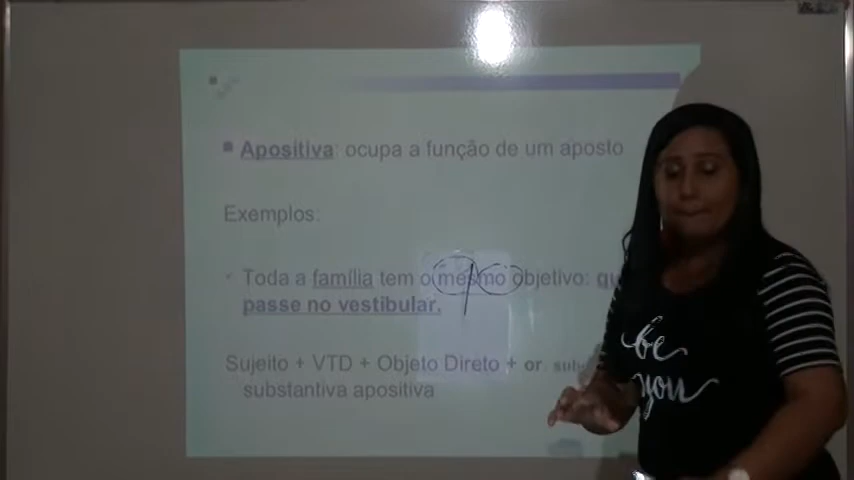 Apositiva: ocupa a função de um aposto
Exemplos:
Toda a família tem o mesmo objetivo:
passe no vestibular.
Sujeito + VTD + Objeto Direto + or.
substantiva apositiva
be
you